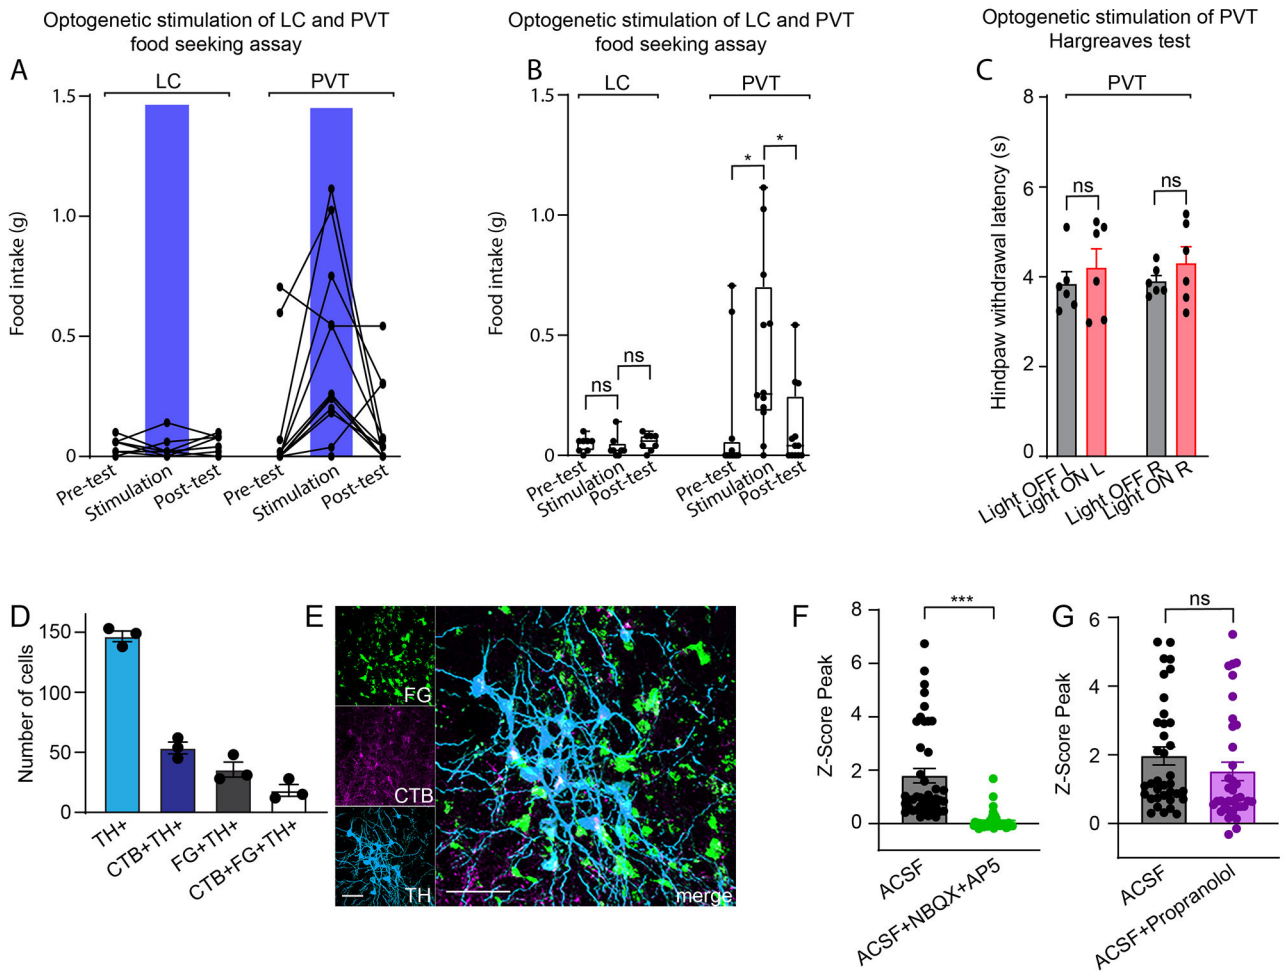 Optogenetic stimulation of LC and PVT
food seeking assay
A
LC
PVT
1.5
1.0
0.5
0
Food intake (g)
Pre-test
Stimulation
Post-test
Pre-test
Stimulation
Post-test
Optogenetic stimulation of LC and PVT
food seeking assay
B
LC
PVT
1.5
1.0
0.5
0
Food intake (g)
ns
ns
*
*
Pre-test
Stimulation
Post-test
Pre-test
Stimulation
Post-test
Optogenetic stimulation of PVT
Hargreaves test
C
PVT
8
6
4
2
0
Hindpaw withdrawal latency (s)
ns
ns
Light OFF L
Light ON L
Light OFF R
Light ON R
D
150
100
50
0
Number of cells
TH+
CTB+TH+
FG+TH+
CTB+FG+TH+
E
FG
CTB
TH
merge
F
8
6
4
2
0
Z-Score Peak
***
ACSF
ACSF+NBQX+AP5
G
6
4
2
0
Z-Score Peak
ns
ACSF
ACSF+Propranolol